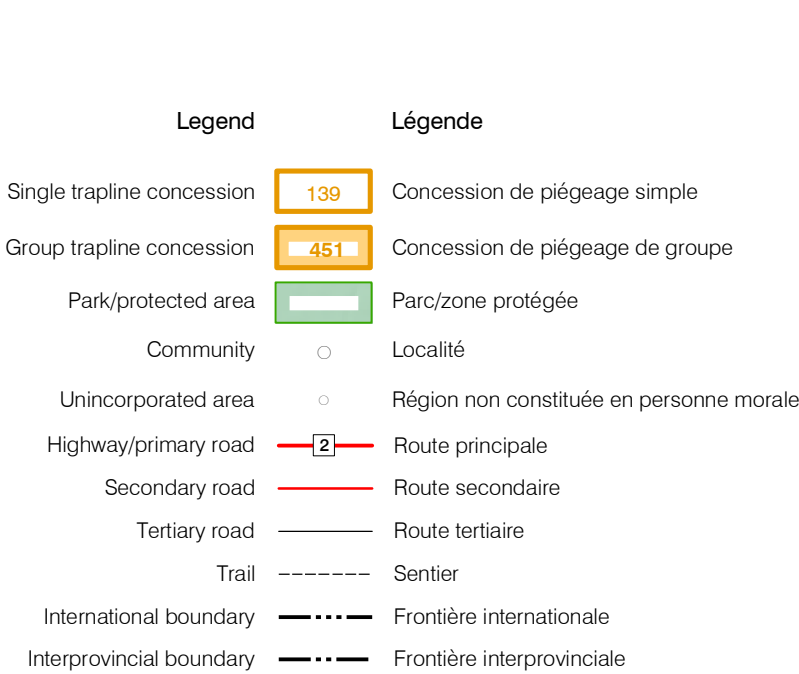 Legend Légende
Single trapline concession 139 Concession de piégeage simple
Group trapline concession 451 Concession de piégeage de groupe
Park/protected area Parc/zone protégée
Community Localité
Unincorporated area Région non constituée en personne morale
Highway/primary road 2 Route principale
Secondary road Route secondaire
Tertiary road Route tertiaire
Trail Sentier
International boundary Frontière internationale
Interprovincial boundary Frontière interprovinciale